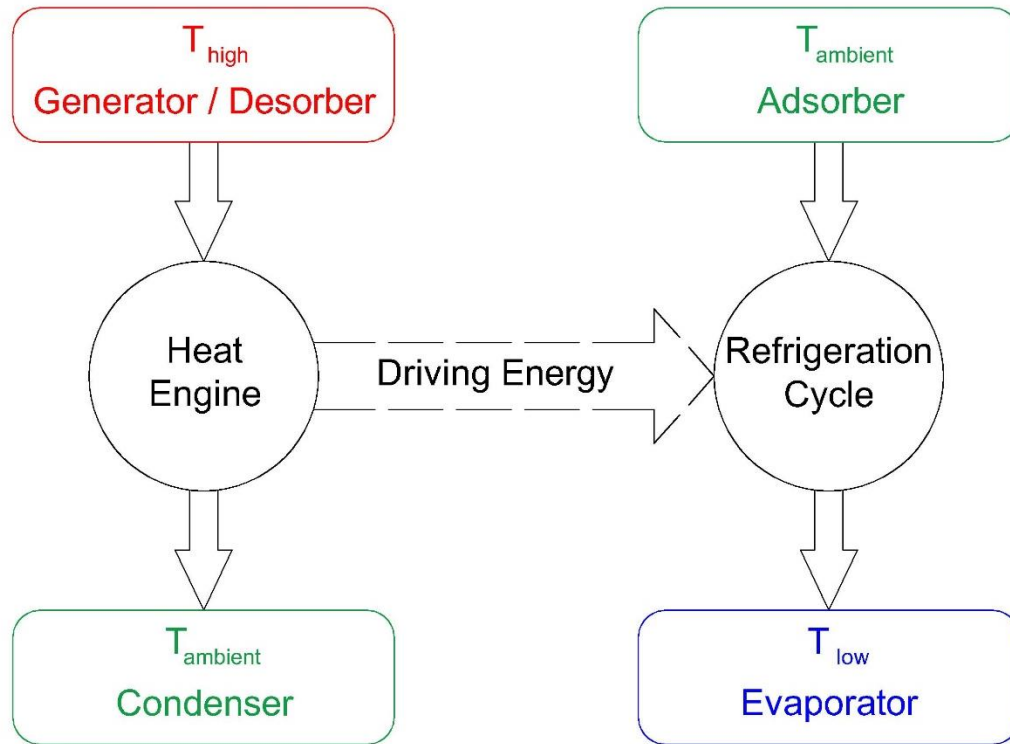 T high
Generator / Desorber
T ambient
Adsorber
Heat
Engine
Driving Energy
Refrigeration
Cycle
T ambient
Condenser
T low
Evaporator